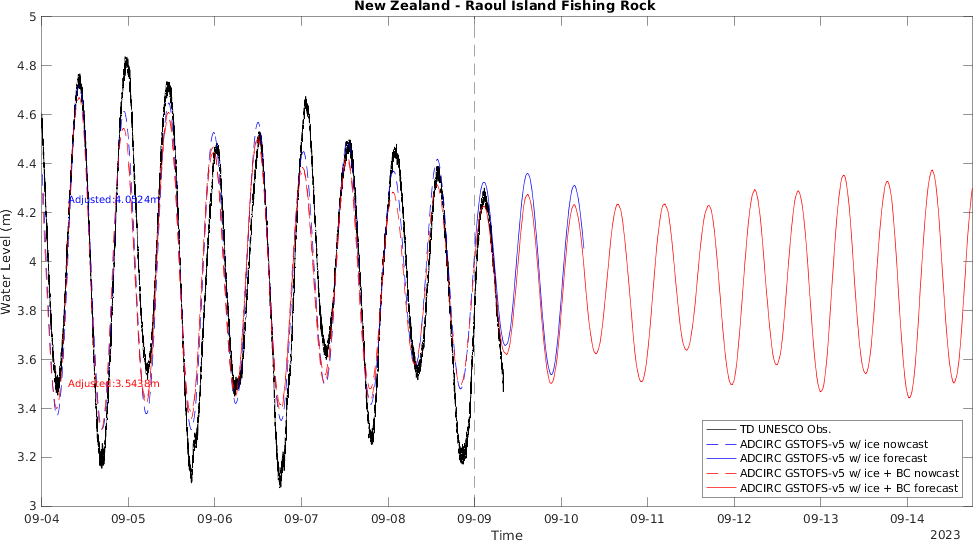 New Zealand - Raoul Island Fishing Rock
5
4.8
4.6
4.4
4.2
4
3.8
3.6
3.4
3.2
3
Water Level (m)
Adjusted:4.0524m
Adjusted:3.5438m
TD UNESCO Obs.
ADCIRC GSTOFS-v5 w/ ice nowcast
ADCIRC GSTOFS-v5 w/ ice forecast
ADCIRC GSTOFS-v5 w/ ice + BC nowcast
ADCIRC GSTOFS-v5 w/ ice + BC forecast
09-04 09-05 09-06 09-07 09-08 09-09 09-10 09-11 09-12 09-13 09-14
Time
2023